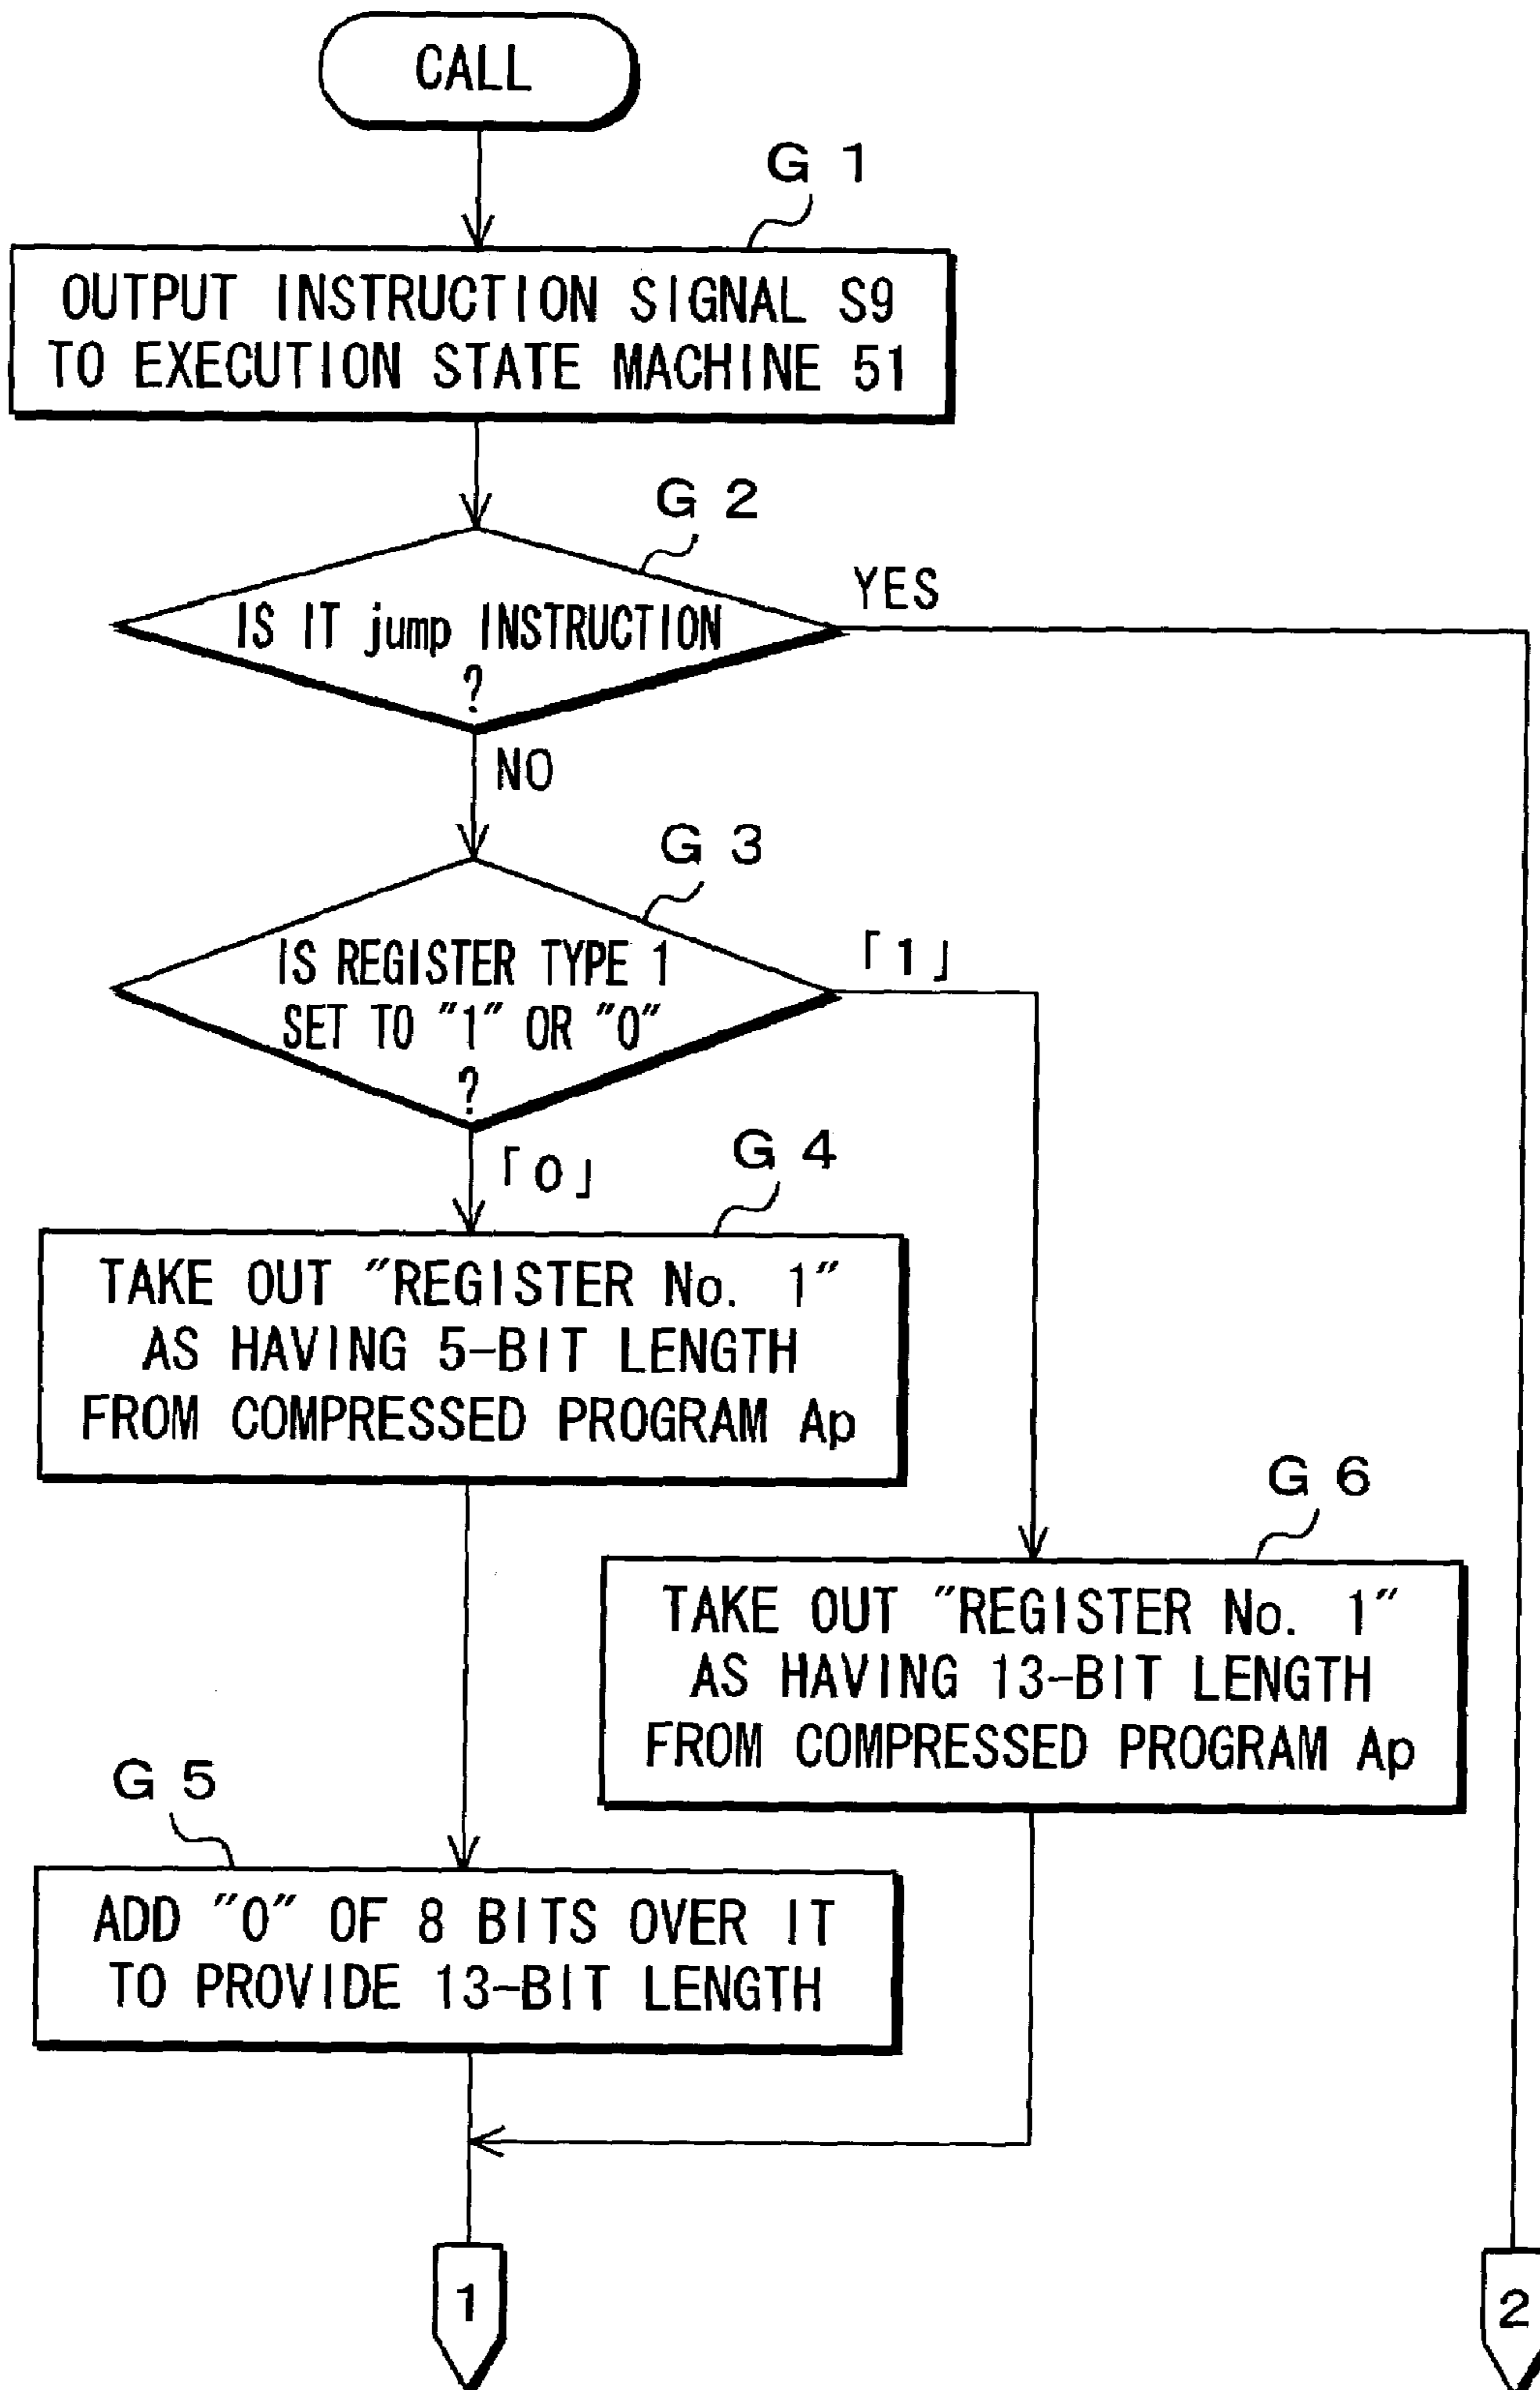 CALL
G 1
OUTPUT INSTRUCTION SIGNAL S9
TO EXECUTION STATE MACHINE 51
G 2
IS IT jump INSTRUCTION
?
YES
NO
G 3
IS REGISTER TYPE 1
SET TO "1" OR "0"
?
「1」
「0」
G 4
TAKE OUT "REGISTER No. 1"
AS HAVING 5-BIT LENGTH
FROM COMPRESSED PROGRAM Ap
G 6
TAKE OUT "REGISTER No. 1"
AS HAVING 13-BIT LENGTH
FROM COMPRESSED PROGRAM Ap
G 5
ADD "0" OF 8 BITS OVER IT
TO PROVIDE 13-BIT LENGTH
1
2